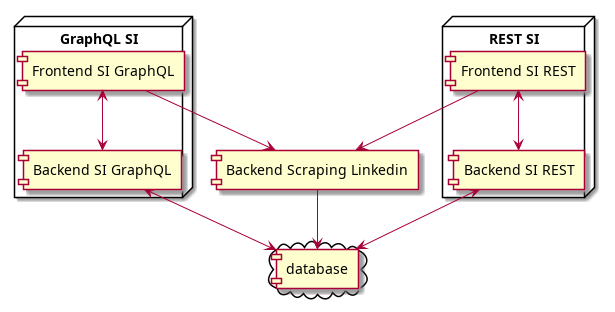 GraphQL SI
REST SI
Frontend SI GraphQL
Frontend SI REST
Backend SI GraphQL
Backend Scraping Linkedin
Backend SI REST
database